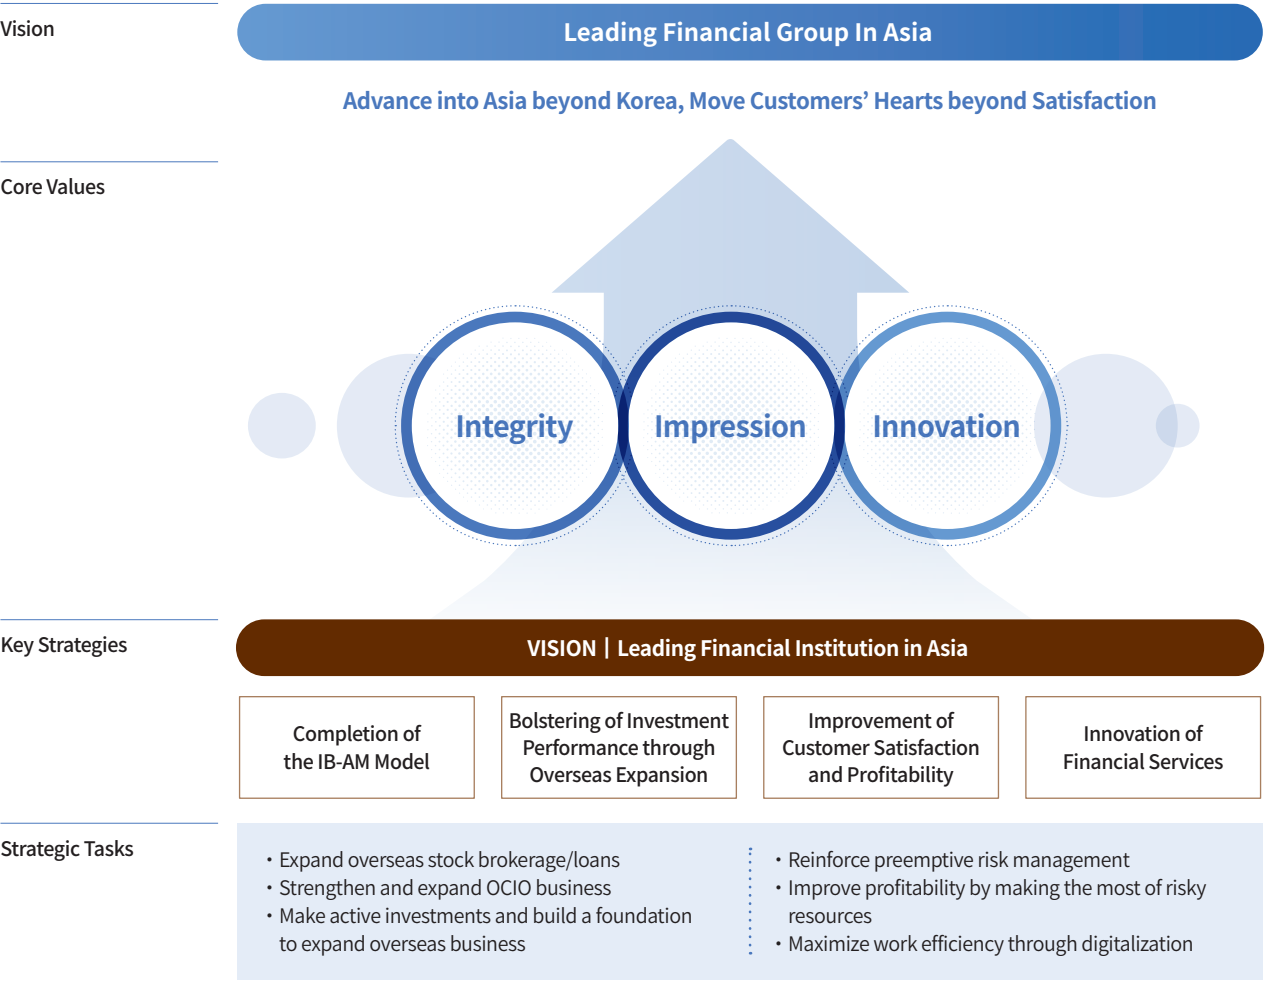 Vision
Leading Financial Group In Asia
Advance into Asia beyond Korea, Move Customers’ Hearts beyond Satisfaction
Core Values
Integrity
Impression
Innovation
Key Strategies
VISION | Leading Financial Institution in Asia
Completion of
the IB-AM Model
Bolstering of Investment
Performance through
Overseas Expansion
Improvement of
Customer Satisfaction
and Profitability
Innovation of
Financial Services
Strategic Tasks
• Expand overseas stock brokerage/loans
• Strengthen and expand OCIO business
• Make active investments and build a foundation
to expand overseas business
• Reinforce preemptive risk management
• Improve profitability by making the most of risky
resources
• Maximize work efficiency through digitalization